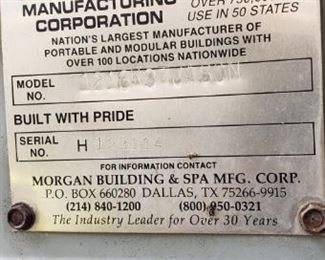 MANUFACTURING
CORPORATION
USE IN 50 STATES
NATION'S LARGEST MANUFACTURER OF
PORTABLE AND MODULAR BUILDINGS WITH
OVER 100 LOCATIONS NATIONWIDE
MODEL
NO.
BUILT WITH PRIDE
SERIAL
NO. H
FOR INFORMATION CONTACT
MORGAN BUILDING & SPA MFG. CORP.
P.O. BOX 660280 DALLAS, TX 75266-9915
(214) 840-1200 (800) 950-0321
The Industry Leader for Over 30 Years